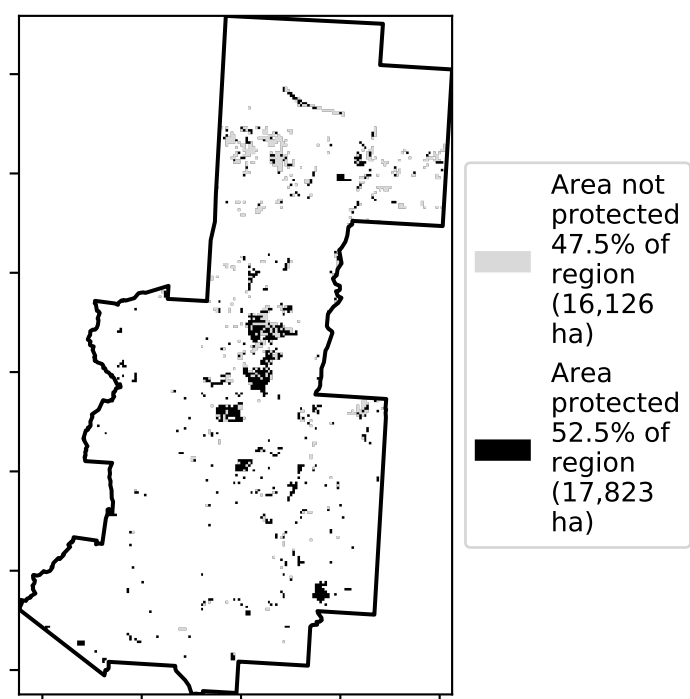 Area not
protected
47.5% of
region
(16,126
ha)
Area
protected
52.5% of
region
(17,823
ha)